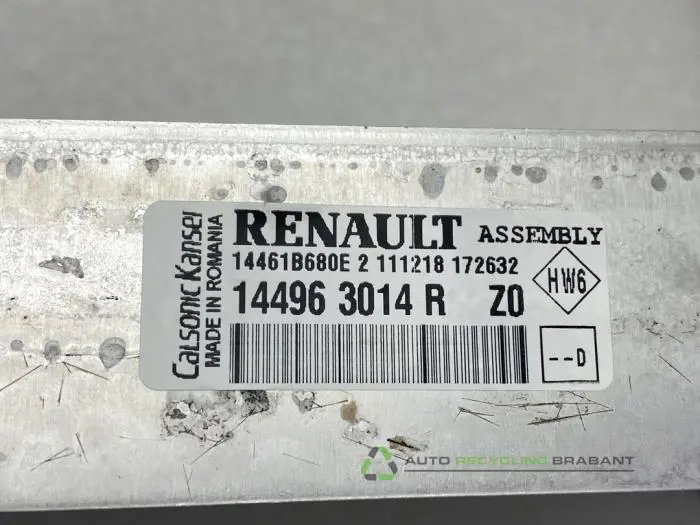 Calsonic Kansei
MADE IN ROMANIA
RENAULT ASSEMBLY
14461B680E 2 111218 172632
14496 3014 R Z0
HW6
--D
AUTO RECYCLING BRABANT